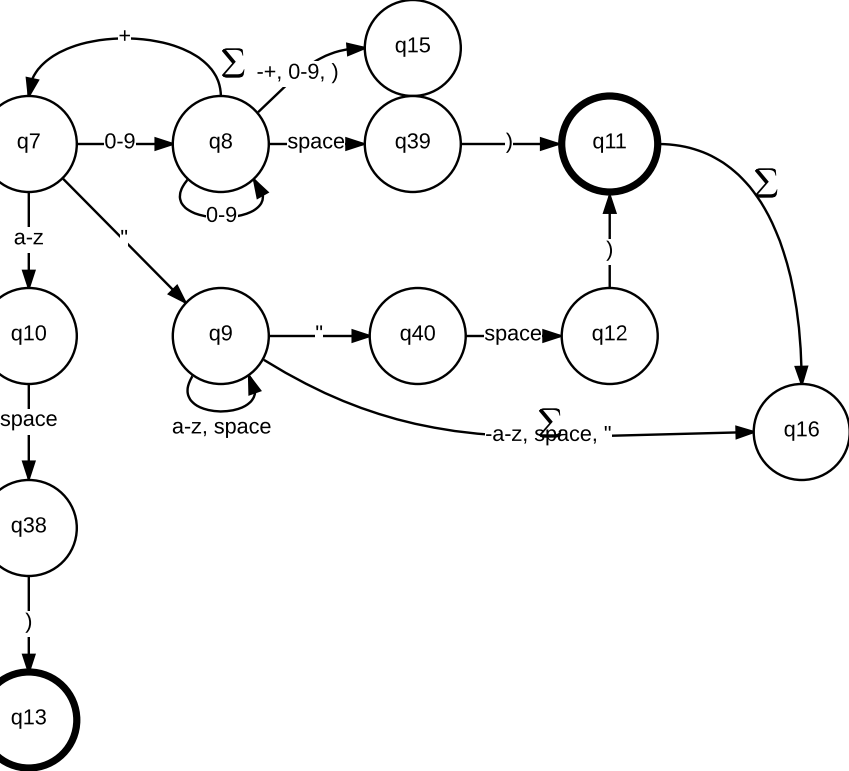 +
Σ -+, 0-9, )
q15
q7
0-9
q8
space
q39
)
q11
Σ
0-9
a-z
"
)
q10
q9
"
q40
space
q12
space
a-z, space
Σ
-a-z, space, "
q16
q38
)
q13